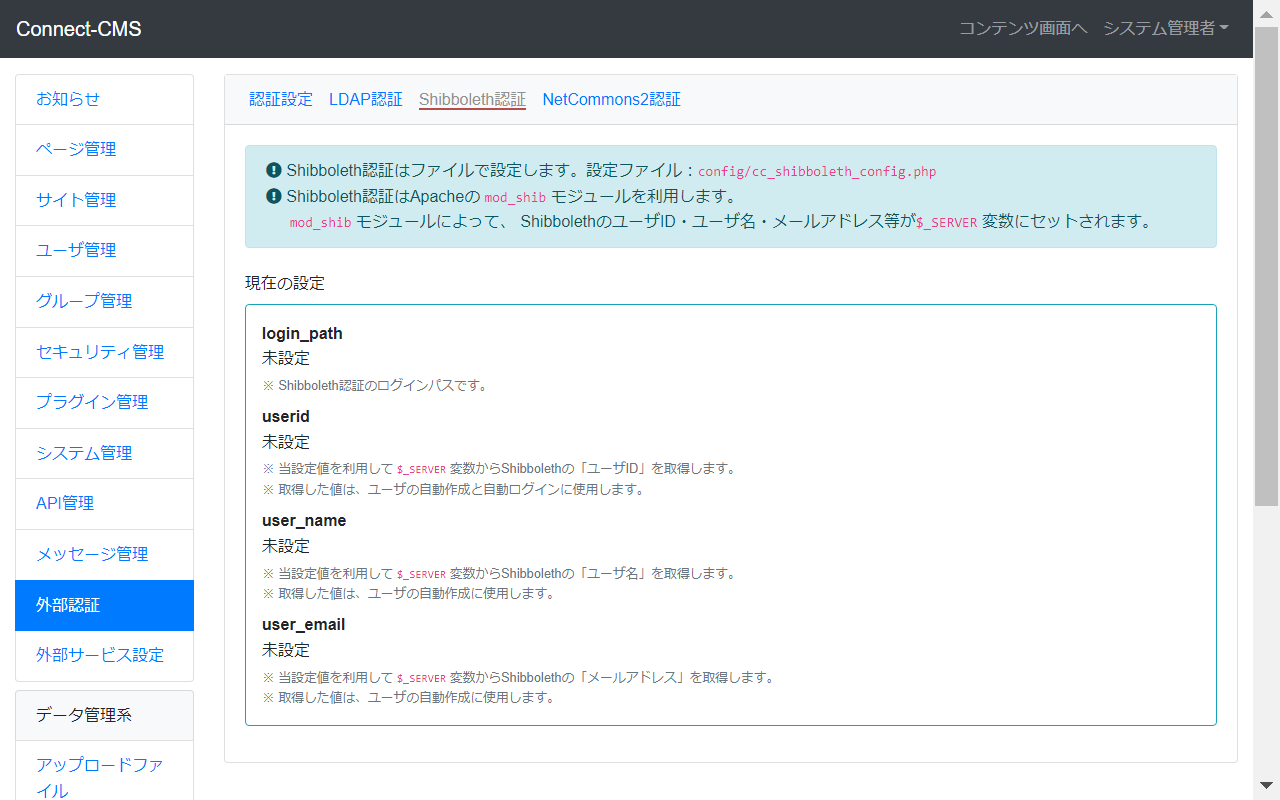 Connect-CMS
コンテンツ画面へ システム管理者
お知らせ
ページ管理
サイト管理
ユーザ管理
グループ管理
セキュリティ管理
プラグイン管理
システム管理
API管理
メッセージ管理
外部認証
外部サービス設定
データ管理系
アップロードファ
イル
認証設定 LDAP認証 Shibboleth認証 NetCommons2認証
Shibboleth認証はファイルで設定します。設定ファイル：config/cc_shibboleth_config.php
Shibboleth認証はApacheの mod_shib モジュールを利用します。
mod_shib モジュールによって、 ShibbolethのユーザID・ユーザ名・メールアドレス等が$_SERVER 変数にセットされます。
現在の設定
login_path
未設定
※ Shibboleth認証のログインパスです。
userid
未設定
※ 当設定値を利用して $_SERVER 変数からShibbolethの「ユーザID」を取得します。
※ 取得した値は、ユーザの自動作成と自動ログインに使用します。
user_name
未設定
※ 当設定値を利用して $_SERVER 変数からShibbolethの「ユーザ名」を取得します。
※ 取得した値は、ユーザの自動作成に使用します。
user_email
未設定
※ 当設定値を利用して $_SERVER 変数からShibbolethの「メールアドレス」を取得します。
※ 取得した値は、ユーザの自動作成に使用します。